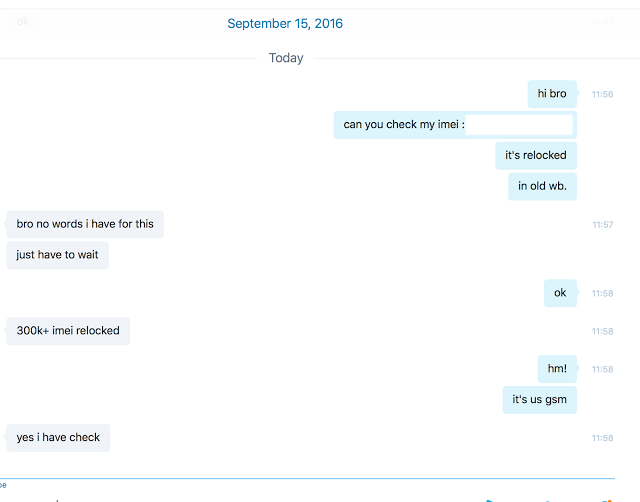 ok
September 15, 2016
Today
hi bro
11:56
can you check my imei :
it's relocked
in old wb.
bro no words i have for this
11:57
just have to wait
ok
11:58
300k+ imei relocked
11:58
hm!
11:58
it's us gsm
yes i have check
11:58